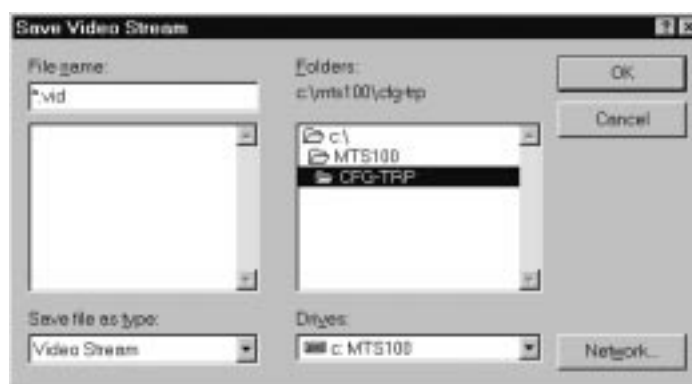 Save Video Stream
File name:
*.vid
Save file as type:
Video Stream
Folders:
c:\mts100\cfg-trp
c:\
MTS100
CFG-TRP
Drives:
c: MTS100
OK
Cancel
Network...